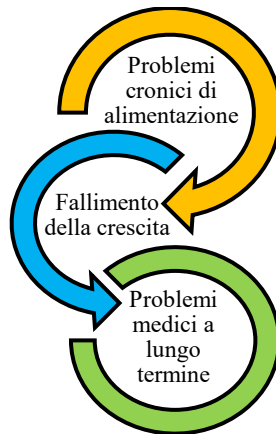 Problemi
cronici di
alimentazione
Fallimento
della crescita
Problemi
medici a
lungo
termine